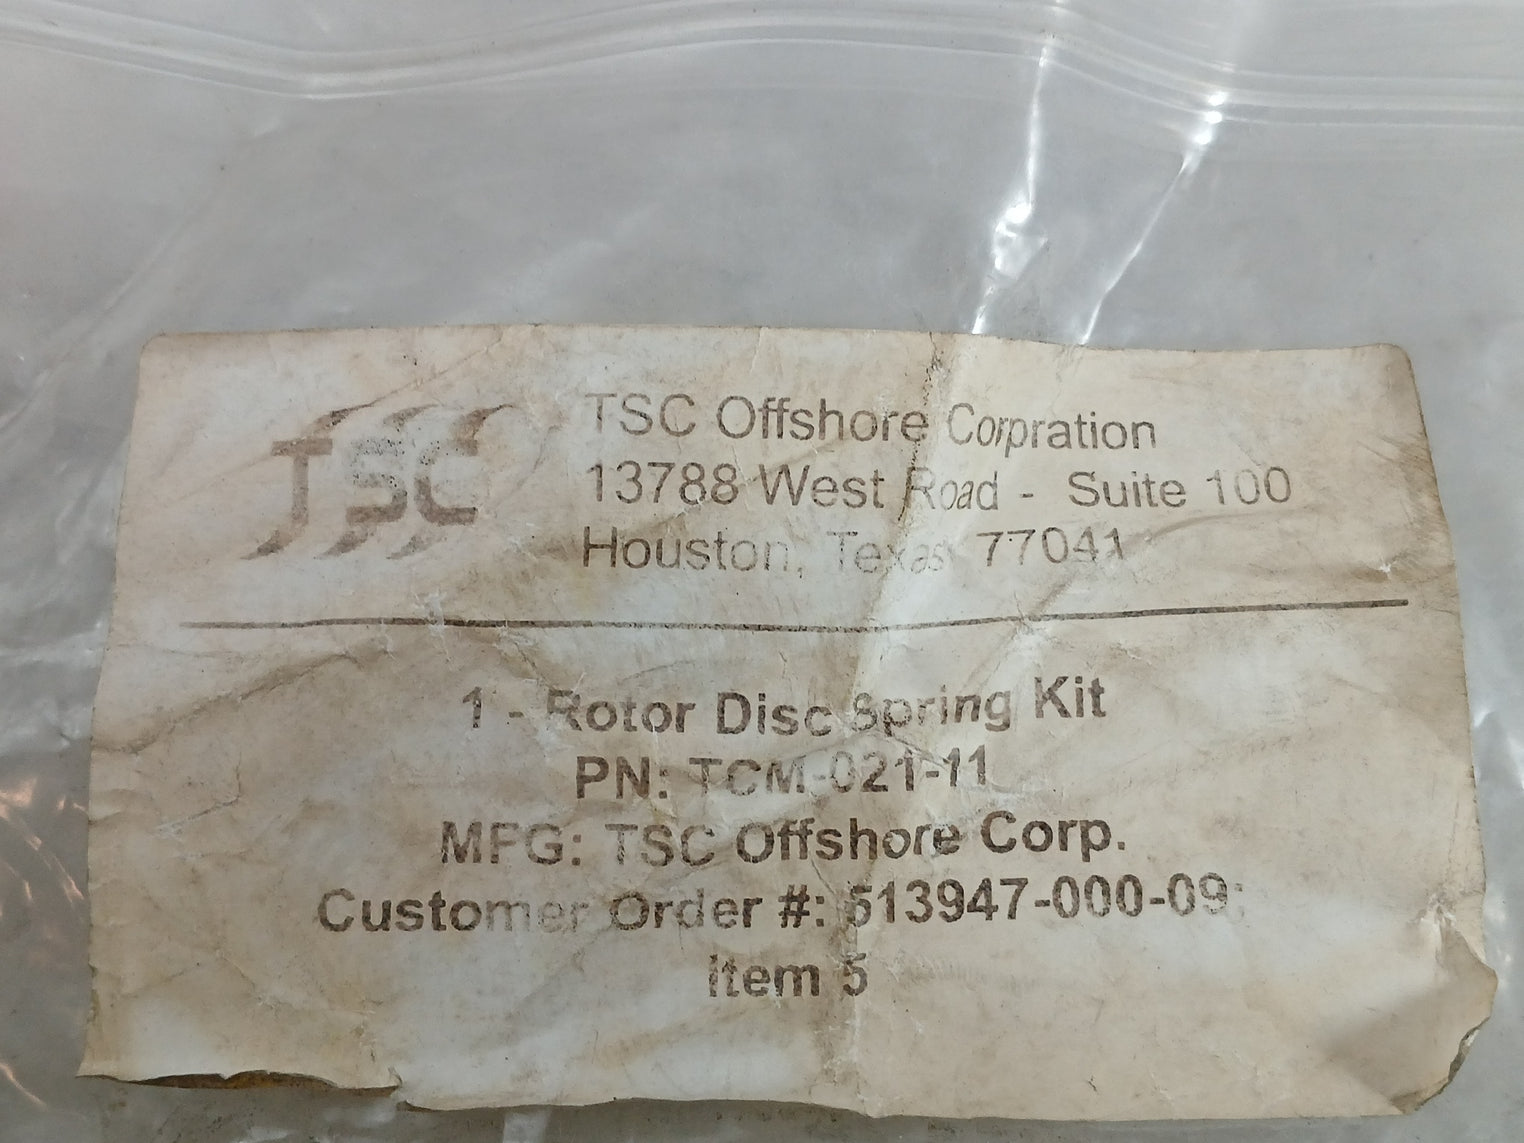 TSC
TSC Offshore Corpration
13788 West Road - Suite 100
Houston, Texas 77041
1 - Rotor Disc Spring Kit
PN: TCM-021-11
MFG: TSC Offshore Corp.
Customer Order #: 513947-000-09;
Item 5